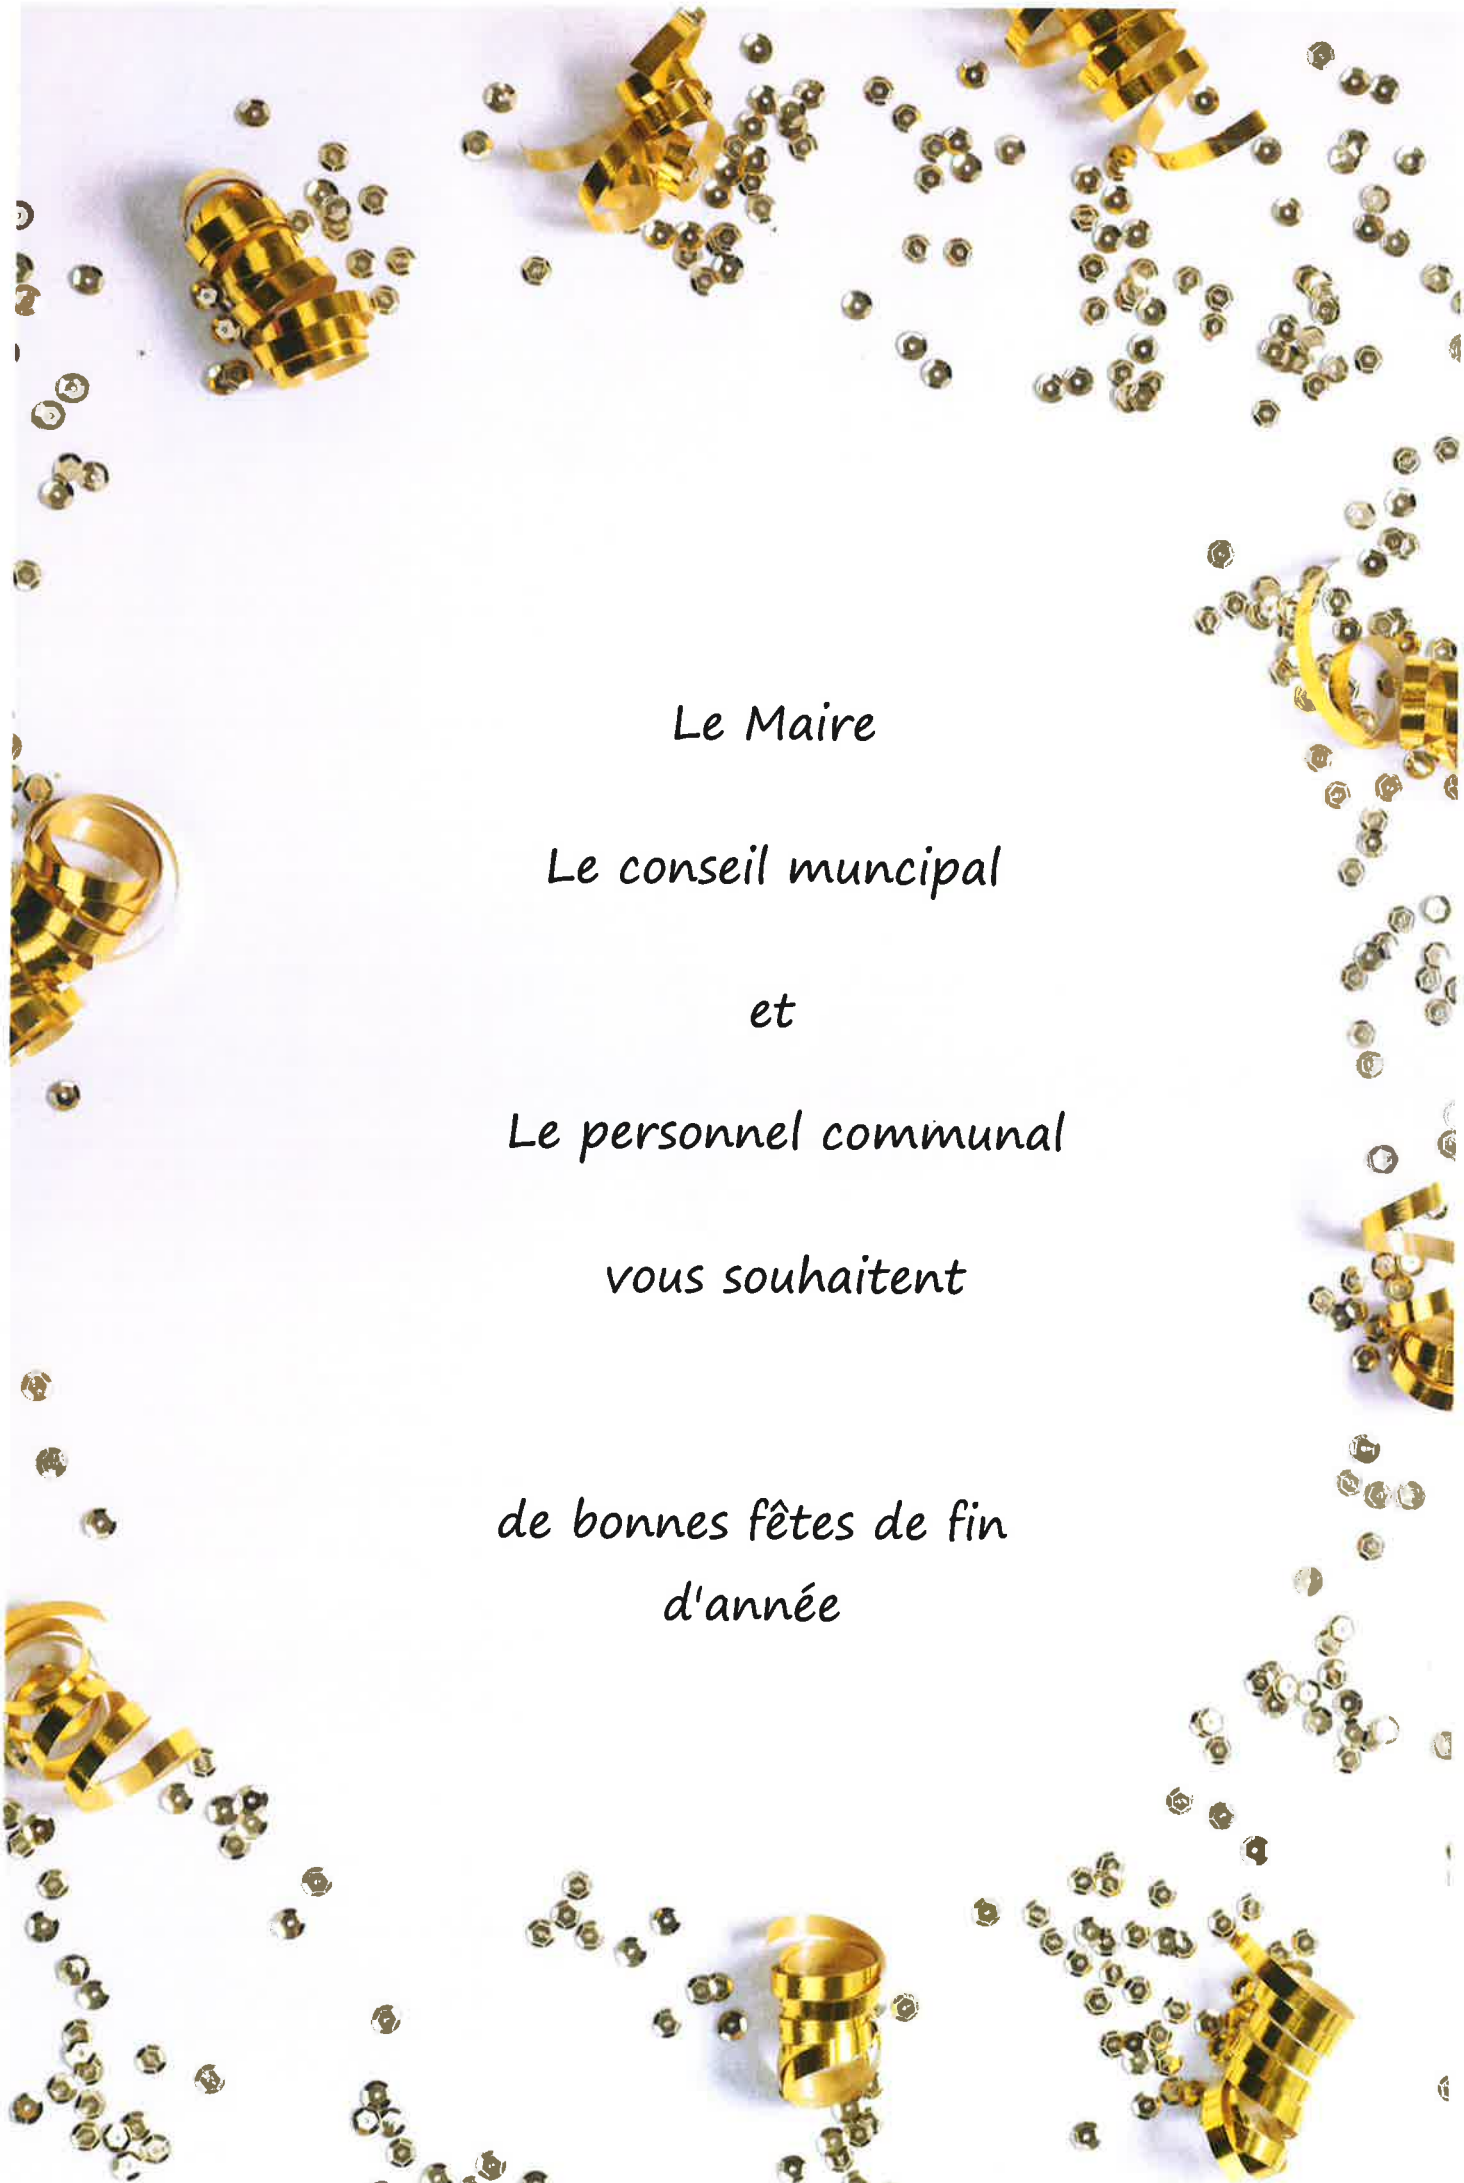 Le Maire
Le conseil muncipal
et
Le personnel communal
vous souhaitent
de bonnes fêtes de fin
d'année